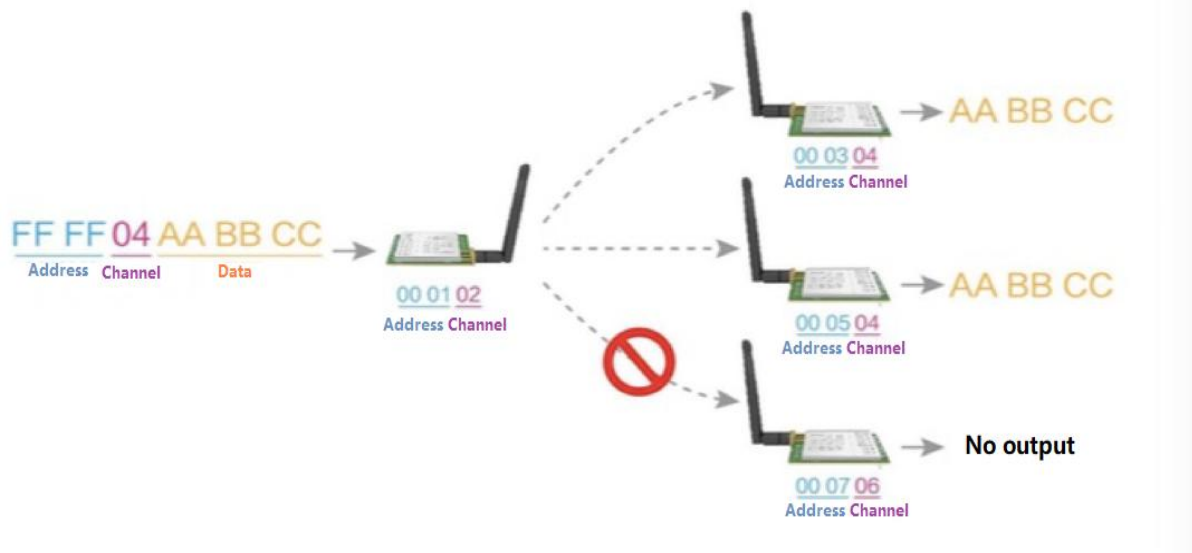 AA BB CC
00 03 04
Address Channel
FF FF 04 AA BB CC
Address Channel Data
00 01 02
Address Channel
AA BB CC
00 05 04
Address Channel
No output
00 07 06
Address Channel